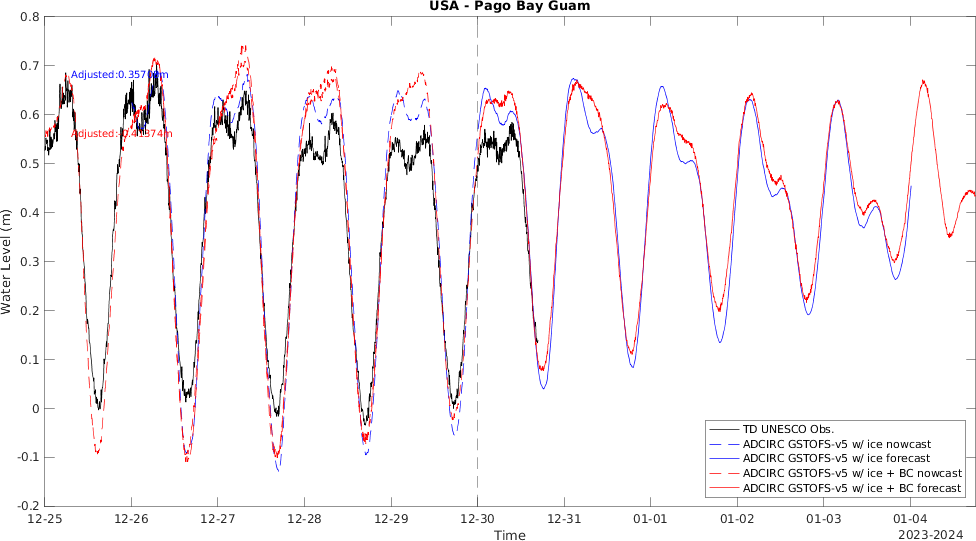 USA - Pago Bay Guam
0.8
0.7
0.6
0.5
0.4
0.3
0.2
0.1
0
-0.1
-0.2
Water Level (m)
TD UNESCO Obs.
ADCIRC GSTOFS-v5 w/ ice nowcast
ADCIRC GSTOFS-v5 w/ ice forecast
ADCIRC GSTOFS-v5 w/ ice + BC nowcast
ADCIRC GSTOFS-v5 w/ ice + BC forecast
12-25 12-26 12-27 12-28 12-29 12-30 12-31 01-01 01-02 01-03 01-04
Time
2023-2024